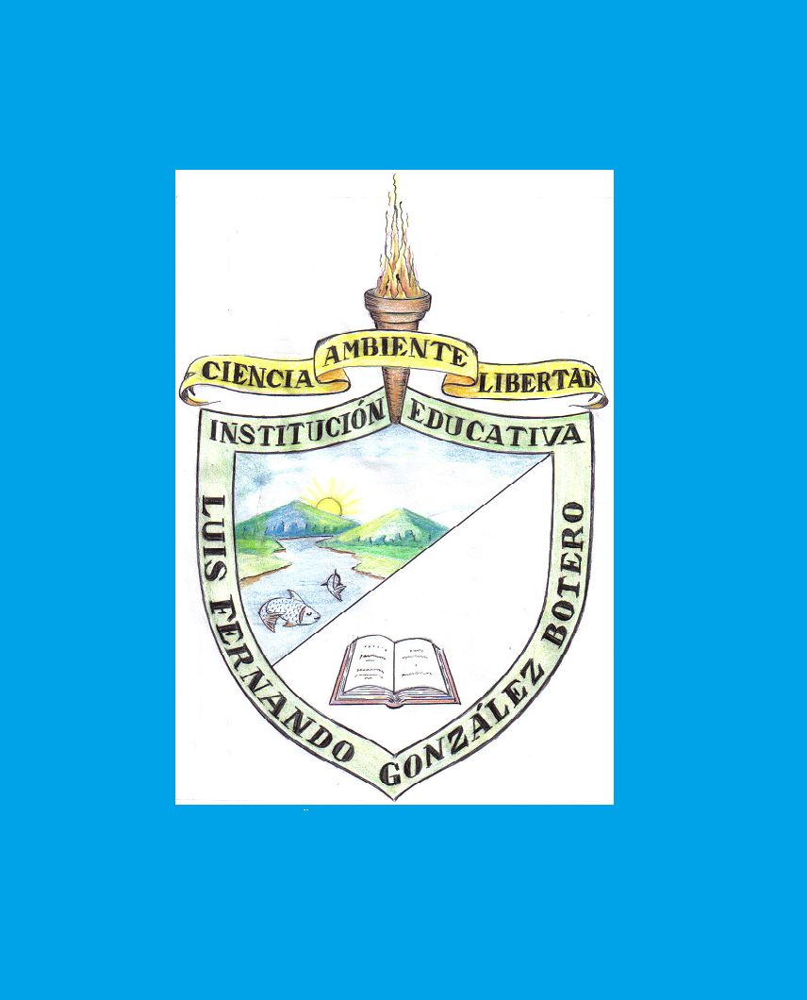 CIENCIA AMBIENTE LIBERTAD
INSTITUCIÓN EDUCATIVA
LUIS FERNANDO GONZÁLEZ BOTERO